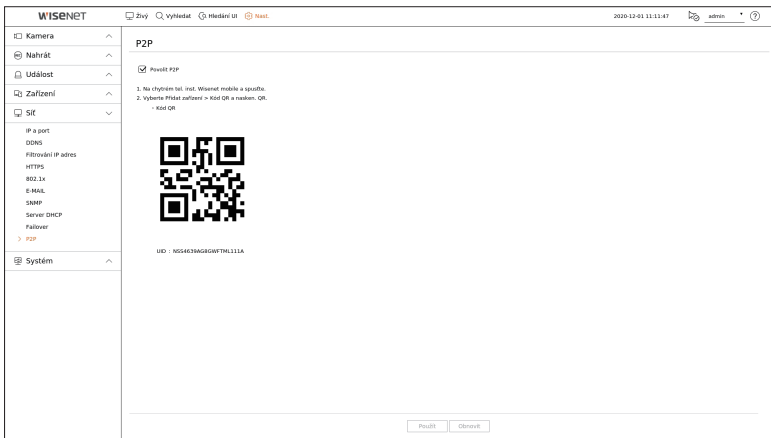 WISENET
Živý Vyhledat Hledání UI Nast. 2020-12-01 11:11:47 admin ?
Kamera
Nahrát
Událost
Zařízení
Síť
IP a port
DDNS
Filtrování IP adres
HTTPS
802.1x
E-MAIL
SNMP
Server DHCP
Failover
> P2P
Systém
P2P
Povolit P2P
1. Na chytrém tel. inst. Wisenet mobile a spusťte.
2. Vyberte Přidat zařízení > Kód QR a nasken. QR.
- Kód QR
UID : NSS4639AG8GWFTML111A
Použít Obnovit